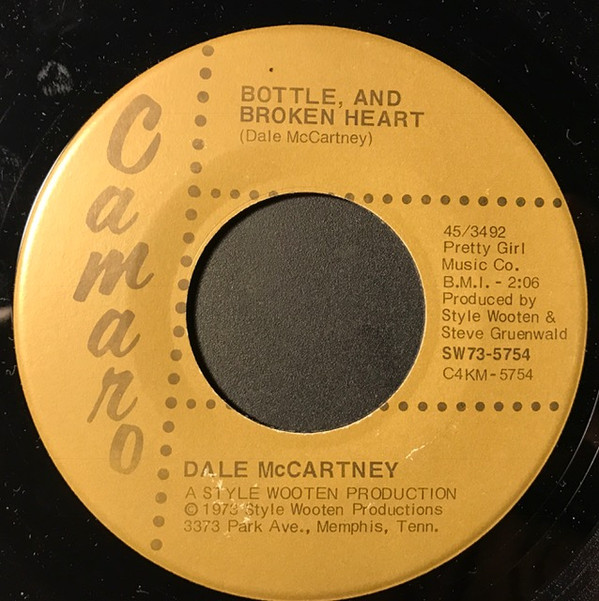 Camaro
BOTTLE, AND
BROKEN HEART
(Dale McCartney)
45/3492
Pretty Girl
Music Co.
B.M.I. - 2:06
Produced by
Style Wooten &
Steve Gruenwald
SW73-5754
C4KM-5754
DALE McCARTNEY
A STYLE WOOTEN PRODUCTION
© 1973 Style Wooten Productions
3373 Park Ave., Memphis, Tenn.